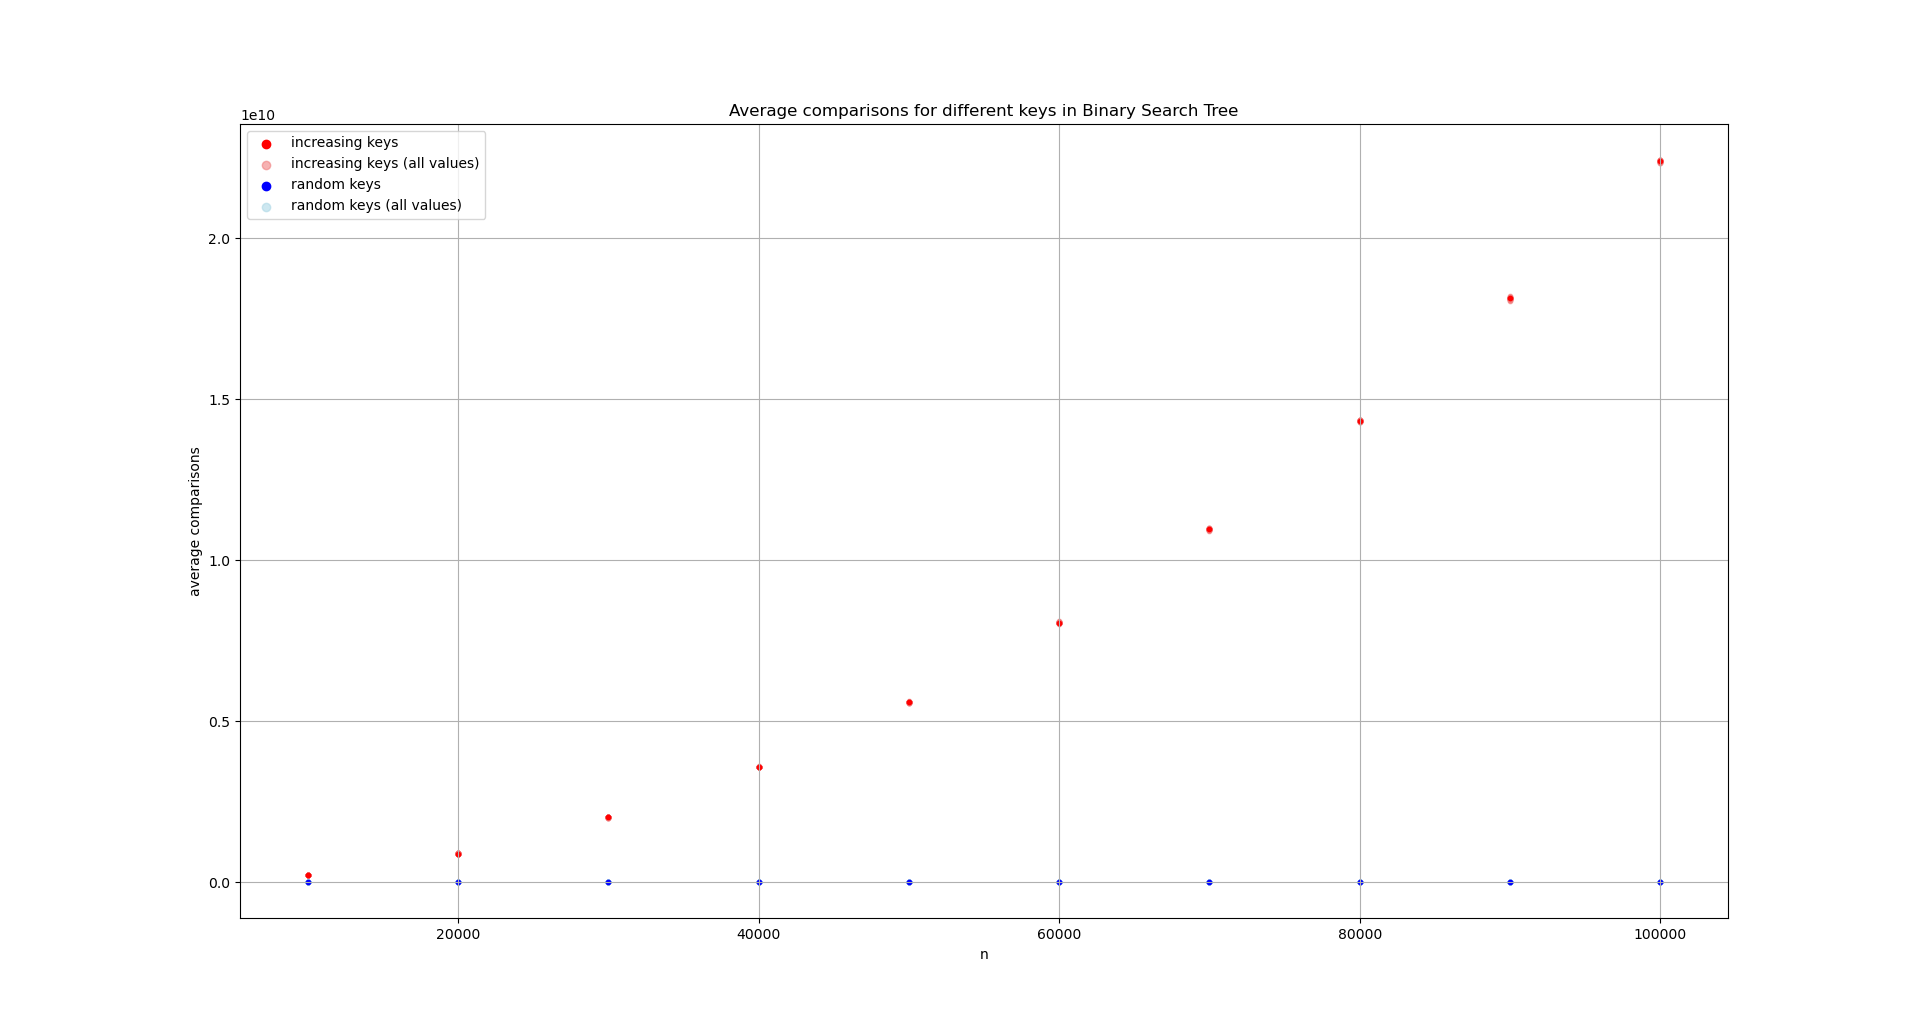 Average comparisons for different keys in Binary Search Tree
1e10
increasing keys
increasing keys (all values)
random keys
random keys (all values)
2.0
1.5
1.0
0.5
0.0
average comparisons
20000 40000 60000 80000 100000
n